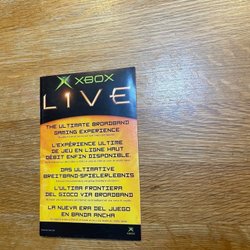 XBOX
LIVE
THE ULTIMATE BROADBAND
GAMING EXPERIENCE
L'EXPÉRIENCE ULTIME
DE JEU EN LIGNE HAUT
DÉBIT ENFIN DISPONIBLE.
DAS ULTIMATIVE
BREITBAND-SPIELERLEBNIS
L'ULTIMA FRONTIERA
DEL GIOCO VIA BROADBAND
LA NUEVA ERA DEL JUEGO
EN BANDA ANCHA